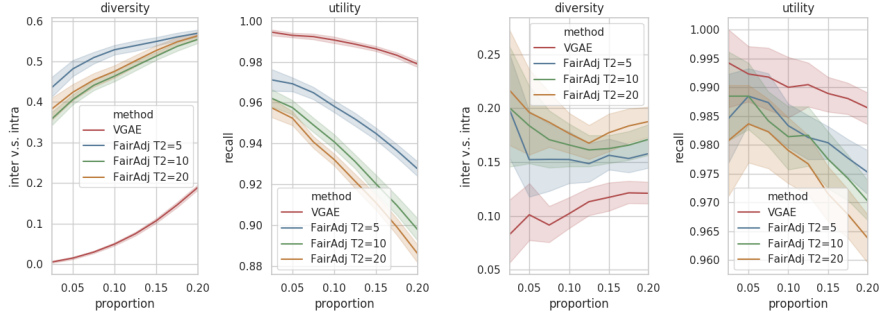 diversity
0.6
0.5
0.4
0.3
0.2
0.1
0.0
inter v.s. intra
method
VGAE
FairAdj T2=5
FairAdj T2=10
FairAdj T2=20
0.05
0.10
0.15
0.20
proportion
utility
1.00
0.98
0.96
0.94
0.92
0.90
0.88
recall
method
VGAE
FairAdj T2=5
FairAdj T2=10
FairAdj T2=20
0.05
0.10
0.15
0.20
proportion
diversity
0.25
0.20
0.15
0.10
0.05
inter v.s. intra
method
VGAE
FairAdj T2=5
FairAdj T2=10
FairAdj T2=20
0.05
0.10
0.15
0.20
proportion
utility
1.000
0.995
0.990
0.985
0.980
0.975
0.970
0.965
0.960
recall
method
VGAE
FairAdj T2=5
FairAdj T2=10
FairAdj T2=20
0.05
0.10
0.15
0.20
proportion